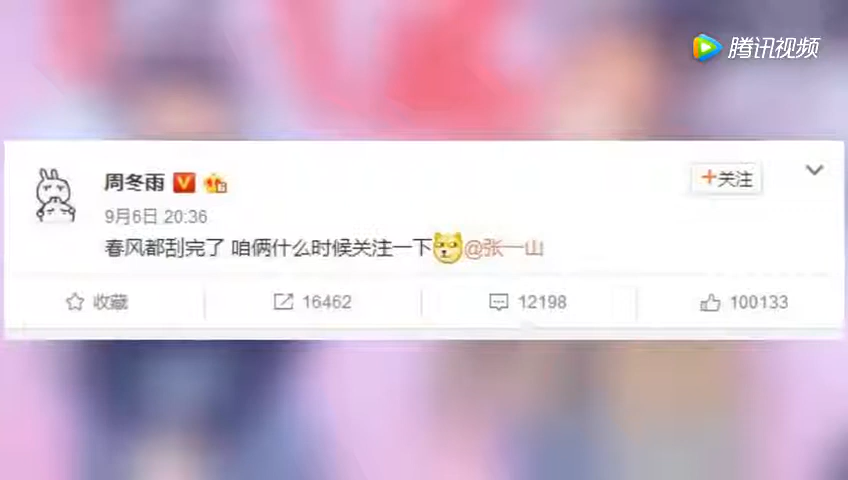 腾讯视频
周冬雨
+关注
9月6日 20:36
春风都刮完了 咱俩什么时候关注一下@张一山
收藏
16462
12198
100133